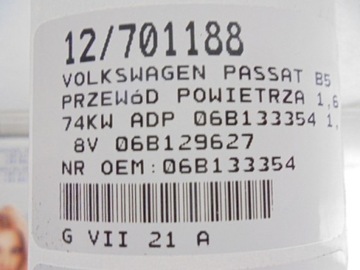 12/701188
VOLKSWAGEN PASSAT B5
PRZEWÓD POWIETRZA 1,6
74KW ADP 06B133354 1,
8V 06B129627
NR OEM:06B133354
G VII 21 A